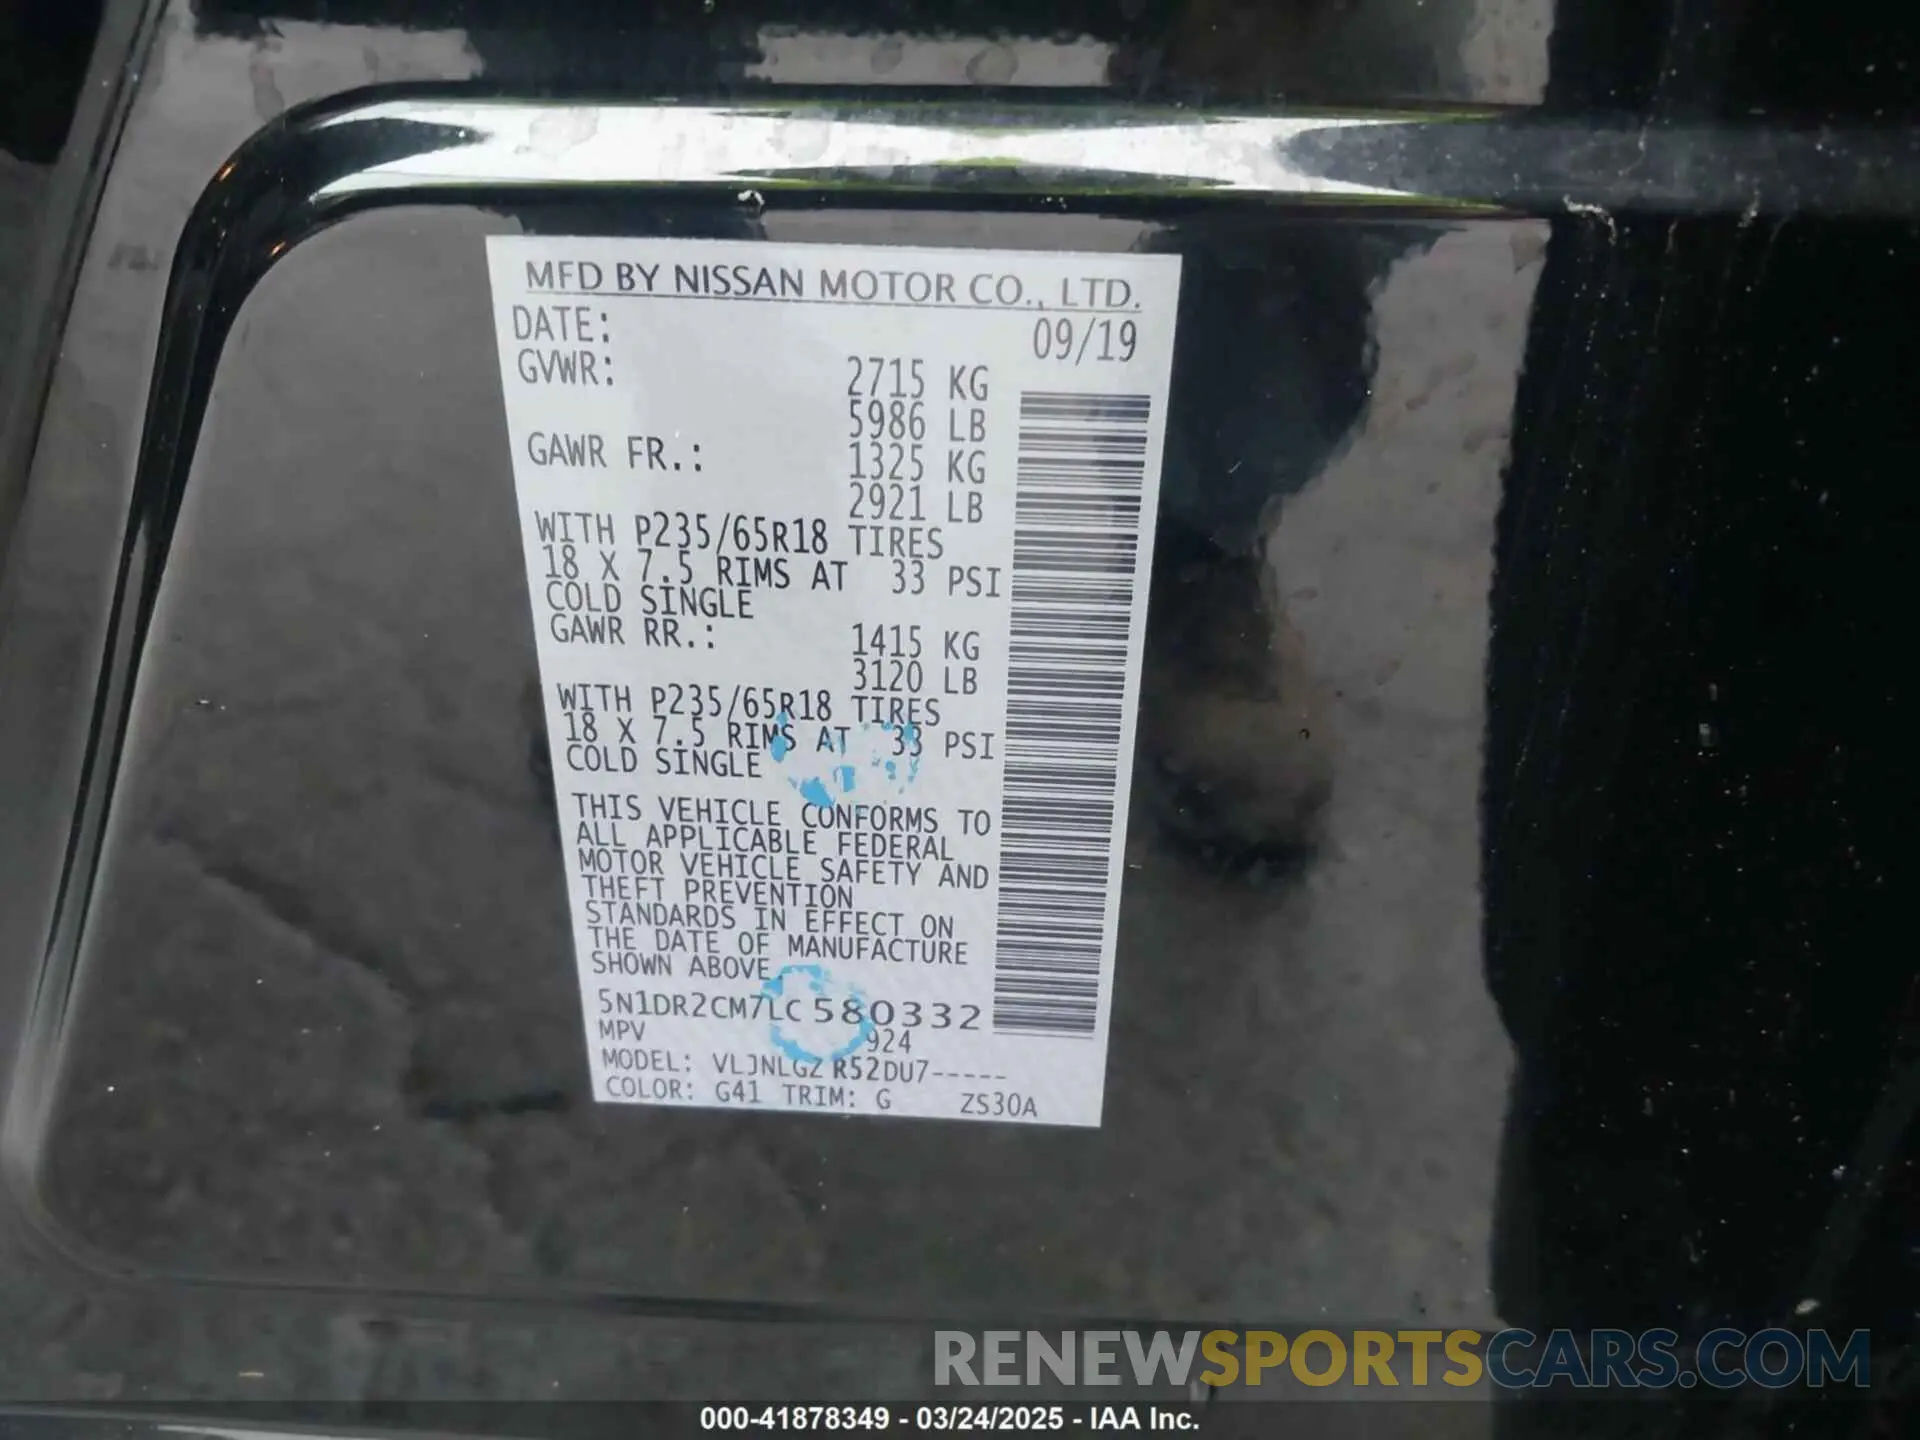 MFD BY NISSAN MOTOR CO., LTD.
DATE: 09/19
GVWR: 2715 KG
5986 LB
GAWR FR.: 1325 KG
2921 LB
WITH P235/65R18 TIRES
18 X 7.5 RIMS AT 33 PSI
COLD SINGLE
GAWR RR.: 1415 KG
3120 LB
WITH P235/65R18 TIRES
18 X 7.5 RIMS AT 33 PSI
COLD SINGLE
THIS VEHICLE CONFORMS TO
ALL APPLICABLE FEDERAL
MOTOR VEHICLE SAFETY AND
THEFT PREVENTION
STANDARDS IN EFFECT ON
THE DATE OF MANUFACTURE
SHOWN ABOVE.
5N1DR2CM7LC580332
MPV 924
MODEL: VLJNLGZ R52DU7-----
COLOR: G41 TRIM: G ZS30A
RENEWSPORTSCARS.COM
000-41878349 - 03/24/2025 - IAA Inc.